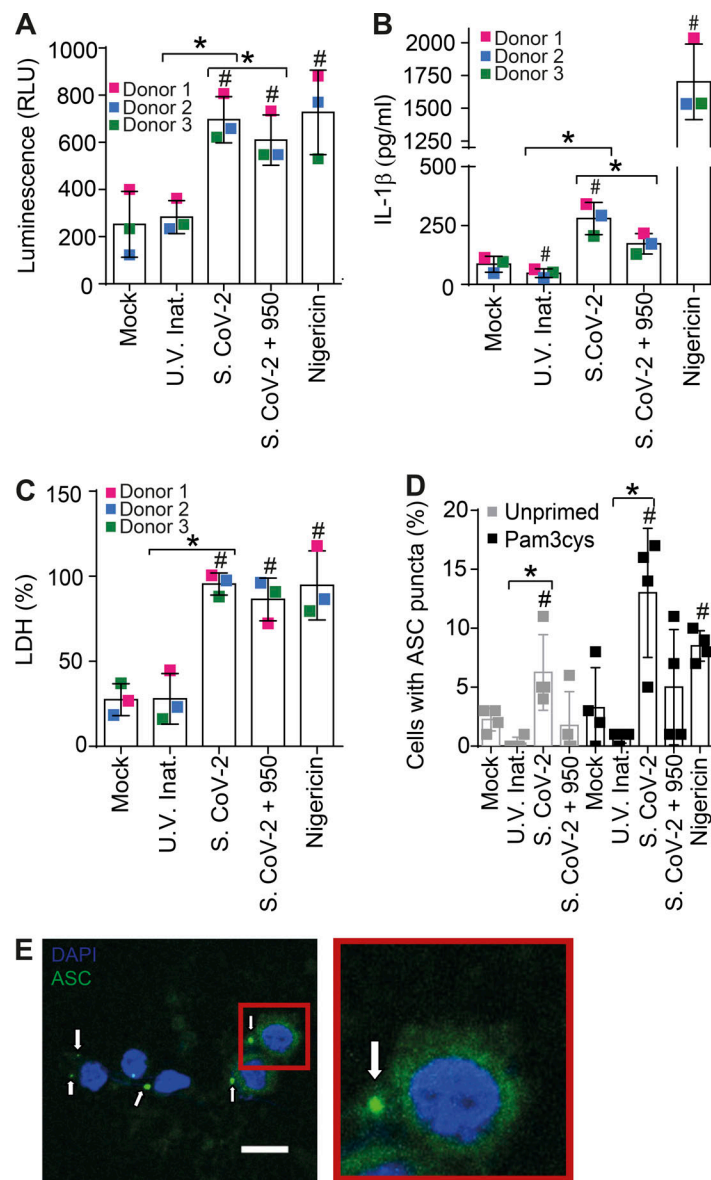 A
Luminescence (RLU)
1000
800
600
400
200
0
Donor 1
Donor 2
Donor 3
*
*
#
#
#
Mock
U.V. Inat.
S. CoV-2
S. CoV-2 + 950
Nigericin
B
IL-1β (pg/ml)
2000
1750
1500
1250
500
250
0
Donor 1
Donor 2
Donor 3
*
*
#
#
#
Mock
U.V. Inat.
S.CoV-2
S. CoV-2 + 950
Nigericin
C
LDH (%)
150
100
50
0
Donor 1
Donor 2
Donor 3
*
#
#
#
Mock
U.V. Inat.
S. CoV-2
S. CoV-2 + 950
Nigericin
D
Cells with ASC puncta (%)
20
15
10
5
0
Unprimed
Pam3cys
*
*
#
#
#
Mock
U.V. Inat.
S. CoV-2
S. CoV-2 + 950
Mock
U.V. Inat.
S. CoV-2
S. CoV-2 + 950
Nigericin
E
DAPI
ASC